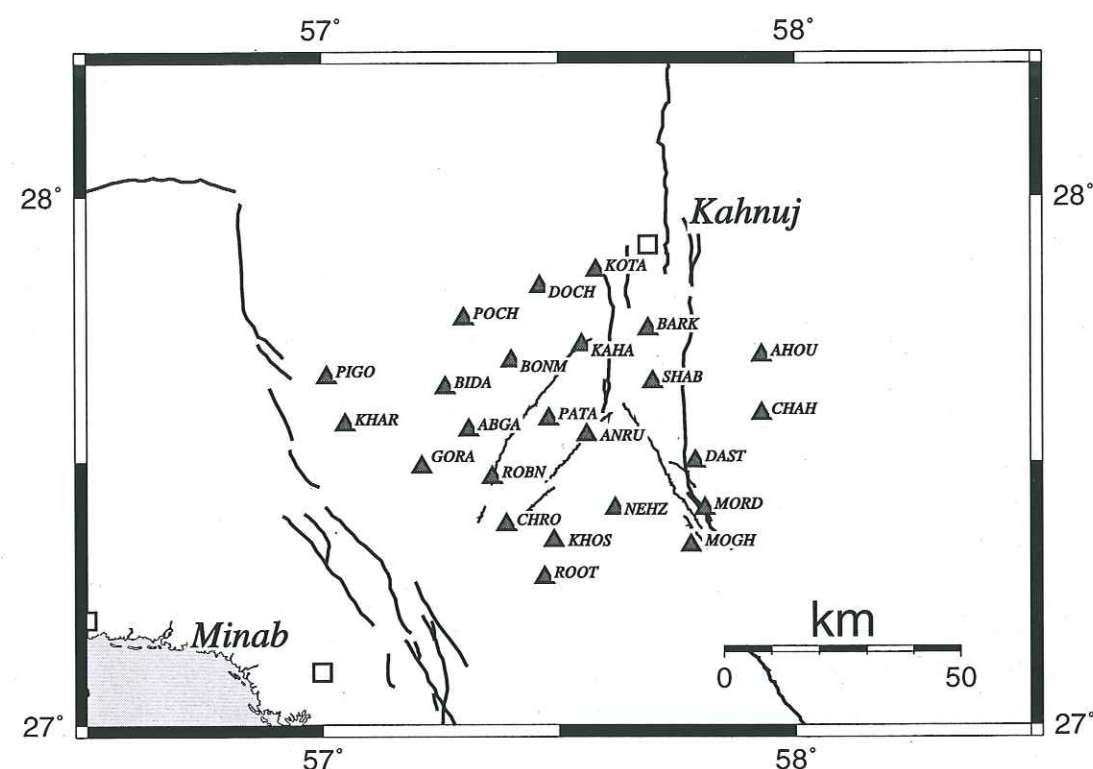 57°
58°
28°
28°
Kahnuj
KOTA
DOCH
POCH
BARK
KAHA
AHOU
BONM
PIGO
SHAB
BIDA
CHAH
PATA
KHAR
ABGA
ANRU
DAST
GORA
ROBN
MORD
NEHZ
CHRO
KHOS
MOGH
ROOT
km
Minab
0
50
27°
27°
57°
58°